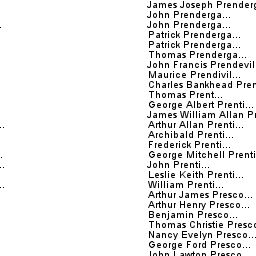 James Joseph Prenderg
John Prenderga...
John Prenderga...
Patrick Prenderga...
Patrick Prenderga...
Thomas Prenderga...
John Francis Prendevil
Maurice Prendivil...
Charles Bankhead Pren
Thomas Prent...
George Albert Prenti...
James William Allan Pr
Arthur Allan Prenti...
Archibald Prenti...
Frederick Prenti...
George Mitchell Prenti
John Prenti...
Leslie Keith Prenti...
William Prenti...
Arthur James Presco...
Arthur Henry Presco...
Benjamin Presco...
Thomas Christie Presco
Nancy Evelyn Presco...
George Ford Presco...
John Lawton Presco